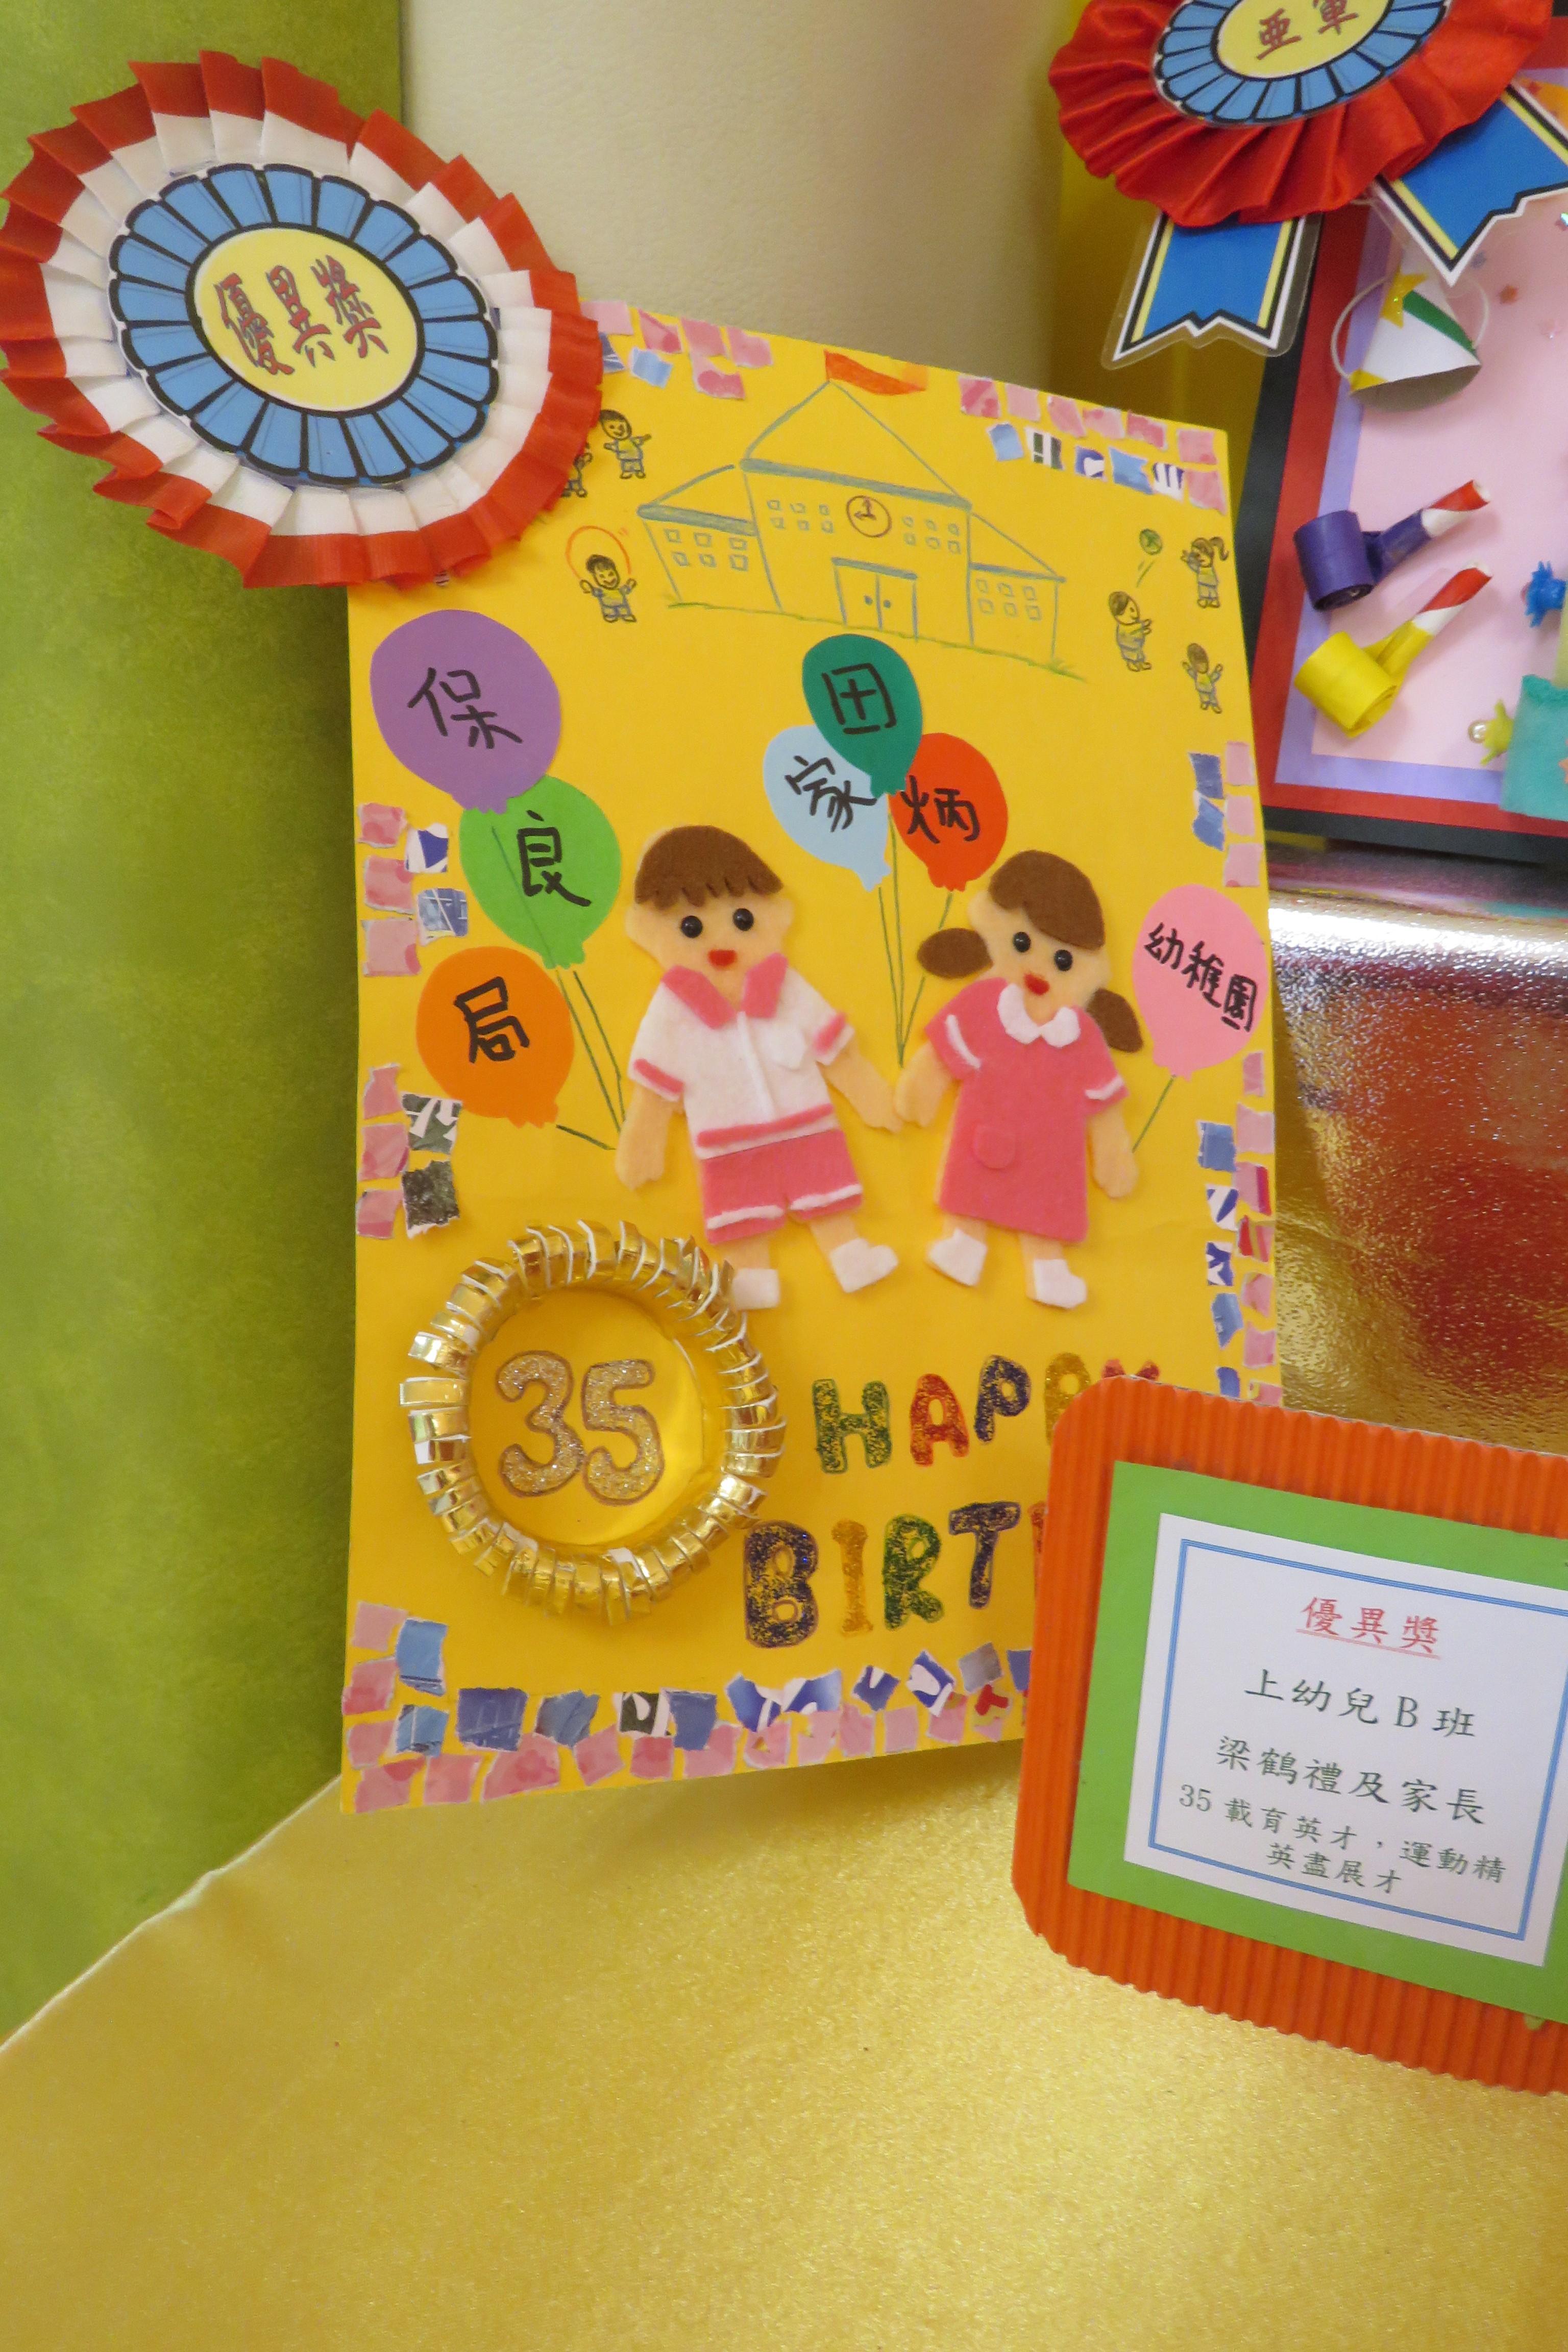 亜軍
優異獎
保
良
局
田
家
炳
幼稚園
35
HAPPY
BIRT
優異獎
上幼兒B班
梁鶴禮及家長
35載育英才，運動精
英盡展才